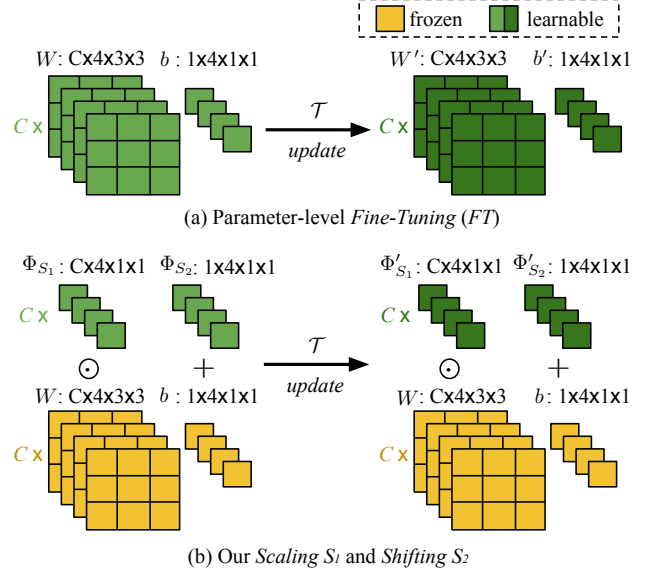 frozen learnable
W: Cx4x3x3 b : 1x4x1x1 W′: Cx4x3x3 b′: 1x4x1x1
C x 𝒯 C x
update
(a) Parameter-level Fine-Tuning (FT)
Φ_{S_1}: Cx4x1x1 Φ_{S_2}: 1x4x1x1 Φ′_{S_1}: Cx4x1x1 Φ′_{S_2}: 1x4x1x1
C x C x
⊙ + 𝒯 ⊙ +
update
W: Cx4x3x3 b : 1x4x1x1 W: Cx4x3x3 b : 1x4x1x1
C x C x
(b) Our Scaling S₁ and Shifting S₂